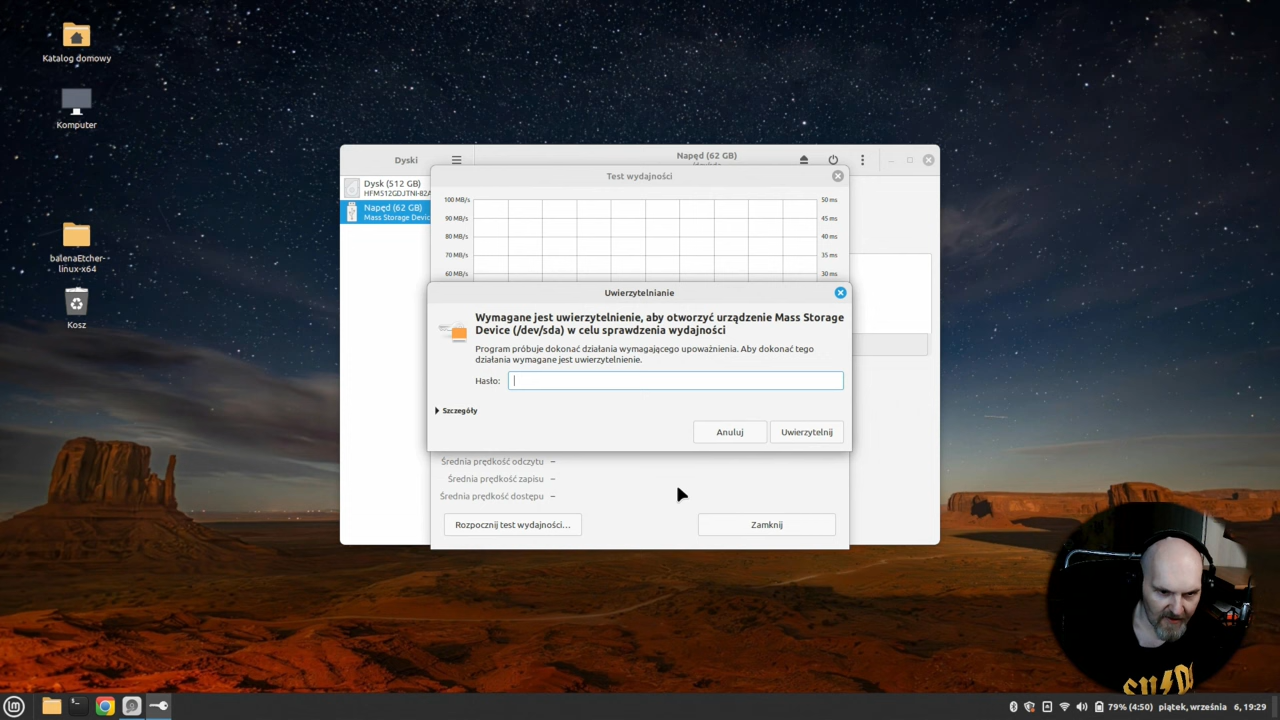 Katalog domowy
Komputer
balenaEtcher-
linux-x64
Kosz
Dyski
Napęd (62 GB)
Dysk (512 GB)
HFM512GDJTNI-82A
Napęd (62 GB)
Mass Storage Devic
Test wydajności
100 MB/s
50 ms
90 MB/s
45 ms
80 MB/s
40 ms
70 MB/s
35 ms
60 MB/s
30 ms
Uwierzytelnianie
Wymagane jest uwierzytelnienie, aby otworzyć urządzenie Mass Storage
Device (/dev/sda) w celu sprawdzenia wydajności
Program próbuje dokonać działania wymagającego upoważnienia. Aby dokonać tego
działania wymagane jest uwierzytelnienie.
Hasło:
Szczegóły
Anuluj
Uwierzytelnij
Średnia prędkość odczytu –
Średnia prędkość zapisu –
Średnia prędkość dostępu –
Rozpocznij test wydajności…
Zamknij
79% (4:50) piątek, września 6, 19:29